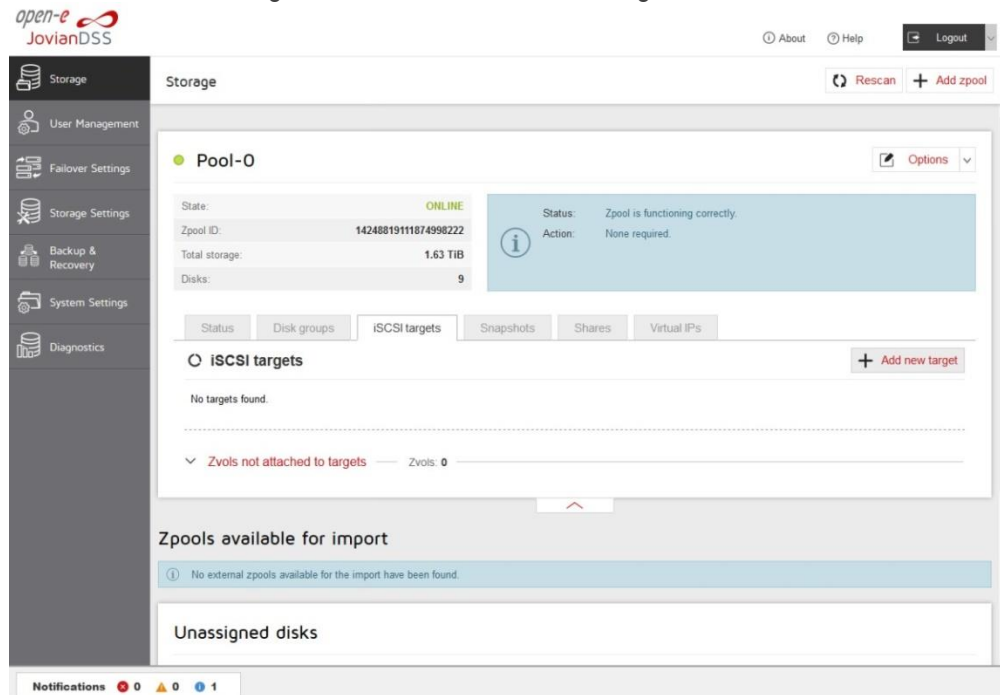 open-e
JovianDSS
About Help Logout
Storage
User Management
Failover Settings
Storage Settings
Backup &
Recovery
System Settings
Diagnostics
Storage
Rescan + Add zpool
Pool-0
Options
State: ONLINE
Zpool ID: 14248819111874998222
Total storage: 1.63 TiB
Disks: 9
Status: Zpool is functioning correctly.
Action: None required.
Status Disk groups iSCSI targets Snapshots Shares Virtual IPs
iSCSI targets
+ Add new target
No targets found.
Zvols not attached to targets Zvols: 0
Zpools available for import
No external zpools available for the import have been found.
Unassigned disks
Notifications 0 0 1